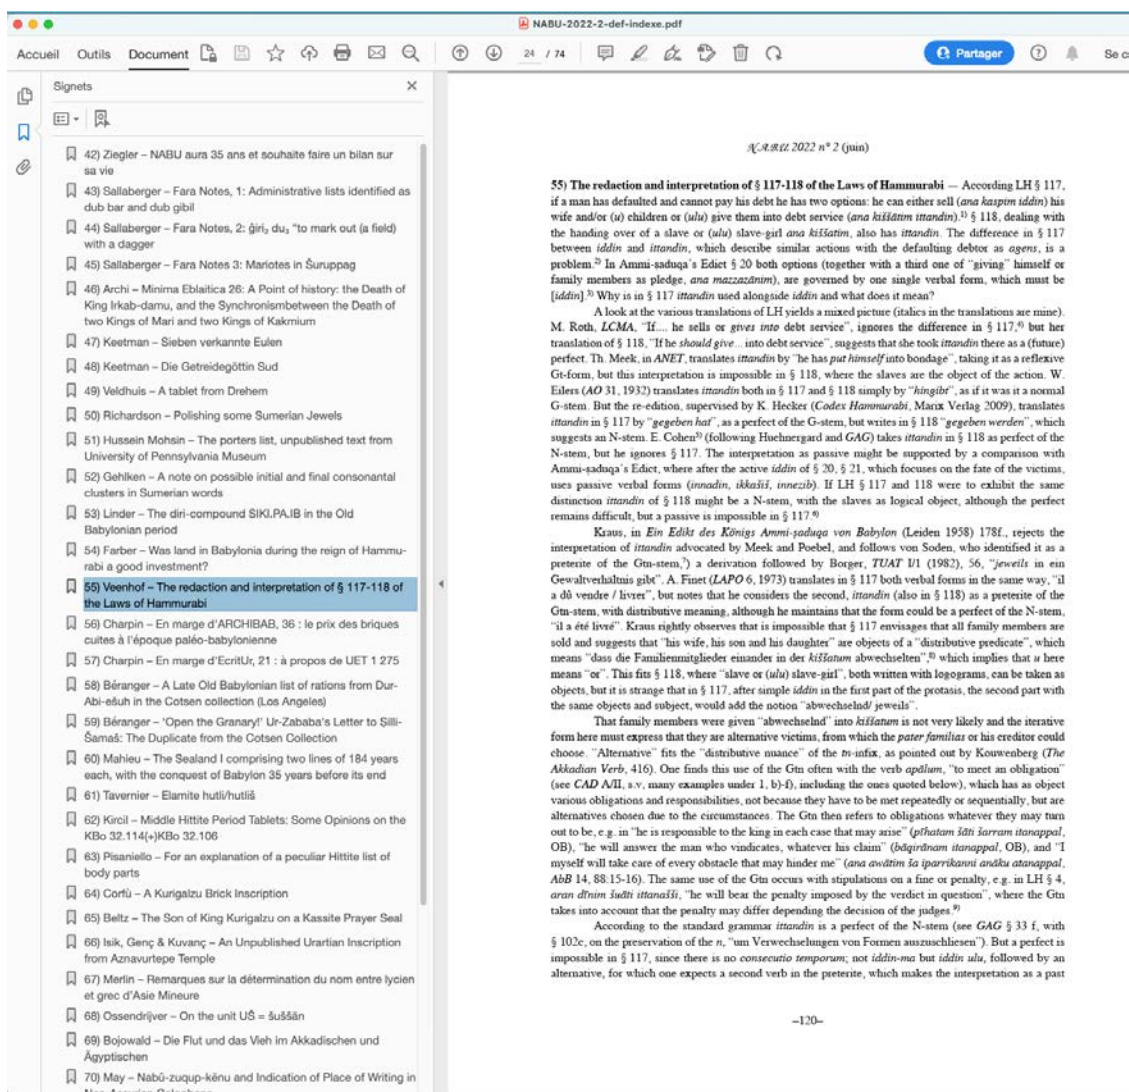 NABU-2022-2-def-indexe.pdf
Accueil Outils Document 24 / 74 Partager Se c
Signets
42) Ziegler – NABU aura 35 ans et souhaite faire un bilan sur
sa vie
43) Sallaberger – Fara Notes, 1: Administrative lists identified as
dub bar and dub gibil
44) Sallaberger – Fara Notes, 2: ĝiri₂ du₃ "to mark out (a field)
with a dagger
45) Sallaberger – Fara Notes 3: Mariotes in Šuruppag
46) Archi – Minima Eblaitica 26: A Point of history: the Death of
King Irkab-damu, and the Synchronismbetween the Death of
two Kings of Mari and two Kings of Kakmium
47) Keetman – Sieben verkannte Eulen
48) Keetman – Die Getreidegöttin Sud
49) Veldhuis – A tablet from Drehem
50) Richardson – Polishing some Sumerian Jewels
51) Hussein Mohsin – The porters list, unpublished text from
University of Pennsylvania Museum
52) Gehlken – A note on possible initial and final consonantal
clusters in Sumerian words
53) Linder – The diri-compound SIKI.PA.IB in the Old
Babylonian period
54) Farber – Was land in Babylonia during the reign of Hammu-
rabi a good investment?
55) Veenhof – The redaction and interpretation of § 117-118 of
the Laws of Hammurabi
56) Charpin – En marge d'ARCHIBAB, 36 : le prix des briques
cuites à l'époque paléo-babylonienne
57) Charpin – En marge d'EcritUr, 21 : à propos de UET 1 275
58) Béranger – A Late Old Babylonian list of rations from Dur-
Abi-ešuh in the Cotsen collection (Los Angeles)
59) Béranger – 'Open the Granary!' Ur-Zababa's Letter to Ṣilli-
Šamaš: The Duplicate from the Cotsen Collection
60) Mahieu – The Sealand I comprising two lines of 184 years
each, with the conquest of Babylon 35 years before its end
61) Tavernier – Elamite hutli/hutliš
62) Kircil – Middle Hittite Period Tablets: Some Opinions on the
KBo 32.114(+)KBo 32.106
63) Pisaniello – For an explanation of a peculiar Hittite list of
body parts
64) Corfù – A Kurigalzu Brick Inscription
65) Beltz – The Son of King Kurigalzu on a Kassite Prayer Seal
66) Isik, Genç & Kuvanç – An Unpublished Urartian Inscription
from Aznavurtepe Temple
67) Merlin – Remarques sur la détermination du nom entre lycien
et grec d'Asie Mineure
68) Ossendrijver – On the unit UŠ = šuššān
69) Bojowald – Die Flut und das Vieh im Akkadischen und
Ägyptischen
70) May – Nabû-zuqup-kēnu and Indication of Place of Writing in
N.A.B.U. 2022 n° 2 (juin)
55) The redaction and interpretation of § 117-118 of the Laws of Hammurabi — According LH § 117,
if a man has defaulted and cannot pay his debt he has two options: he can either sell (ana kaspim iddin) his
wife and/or (u) children or (ulu) give them into debt service (ana kiššātim ittandin).¹⁾ § 118, dealing with
the handing over of a slave or (ulu) slave-girl ana kiššatim, also has ittandin. The difference in § 117
between iddin and ittandin, which describe similar actions with the defaulting debtor as agens, is a
problem.²⁾ In Ammi-saduqa's Edict § 20 both options (together with a third one of "giving" himself or
family members as pledge, ana mazzazānim), are governed by one single verbal form, which must be
[iddin].³⁾ Why is in § 117 ittandin used alongside iddin and what does it mean?
A look at the various translations of LH yields a mixed picture (italics in the translations are mine).
M. Roth, LCMA, "If.... he sells or gives into debt service", ignores the difference in § 117,⁴⁾ but her
translation of § 118, "If he should give... into debt service", suggests that she took ittandin there as a (future)
perfect. Th. Meek, in ANET, translates ittandin by "he has put himself into bondage", taking it as a reflexive
Gt-form, but this interpretation is impossible in § 118, where the slaves are the object of the action. W.
Eilers (AO 31, 1932) translates ittandin both in § 117 and § 118 simply by "hingibt", as if it was it a normal
G-stem. But the re-edition, supervised by K. Hecker (Codex Hammurabi, Marix Verlag 2009), translates
ittandin in § 117 by "gegeben hat", as a perfect of the G-stem, but writes in § 118 "gegeben werden", which
suggests an N-stem. E. Cohen⁵⁾ (following Huehnergard and GAG) takes ittandin in § 118 as perfect of the
N-stem, but he ignores § 117. The interpretation as passive might be supported by a comparison with
Ammi-ṣaduqa's Edict, where after the active iddin of § 20, § 21, which focuses on the fate of the victims,
uses passive verbal forms (innadin, ikkašiš, innezib). If LH § 117 and 118 were to exhibit the same
distinction ittandin of § 118 might be a N-stem, with the slaves as logical object, although the perfect
remains difficult, but a passive is impossible in § 117.⁶⁾
Kraus, in Ein Edikt des Königs Ammi-ṣaduqa von Babylon (Leiden 1958) 178f., rejects the
interpretation of ittandin advocated by Meek and Poebel, and follows von Soden, who identified it as a
preterite of the Gtn-stem,⁷⁾ a derivation followed by Borger, TUAT I/1 (1982), 56, "jeweils in ein
Gewaltverhältnis gibt". A. Finet (LAPO 6, 1973) translates in § 117 both verbal forms in the same way, "il
a dû vendre / livrer", but notes that he considers the second, ittandin (also in § 118) as a preterite of the
Gtn-stem, with distributive meaning, although he maintains that the form could be a perfect of the N-stem,
"il a été livré". Kraus rightly observes that is impossible that § 117 envisages that all family members are
sold and suggests that "his wife, his son and his daughter" are objects of a "distributive predicate", which
means "dass die Familienmitglieder einander in der kiššatum abwechselten",⁸⁾ which implies that u here
means "or". This fits § 118, where "slave or (ulu) slave-girl", both written with logograms, can be taken as
objects, but it is strange that in § 117, after simple iddin in the first part of the protasis, the second part with
the same objects and subject, would add the notion "abwechselnd/ jeweils".
That family members were given "abwechselnd" into kiššatum is not very likely and the iterative
form here must express that they are alternative victims, from which the pater familias or his creditor could
choose. "Alternative" fits the "distributive nuance" of the tn-infix, as pointed out by Kouwenberg (The
Akkadian Verb, 416). One finds this use of the Gtn often with the verb apālum, "to meet an obligation"
(see CAD A/II, s.v, many examples under 1, b)-f), including the ones quoted below), which has as object
various obligations and responsibilities, not because they have to be met repeatedly or sequentially, but are
alternatives chosen due to the circumstances. The Gtn then refers to obligations whatever they may turn
out to be, e.g. in "he is responsible to the king in each case that may arise" (pīhatam šâti šarram itanappal,
OB), "he will answer the man who vindicates, whatever his claim" (bāqirānam itanappal, OB), and "I
myself will take care of every obstacle that may hinder me" (ana awātim ša iparrikanni anāku atanappal,
AbB 14, 88:15-16). The same use of the Gtn occurs with stipulations on a fine or penalty, e.g. in LH § 4,
aran dīnim šuāti ittanašši, "he will bear the penalty imposed by the verdict in question", where the Gtn
takes into account that the penalty may differ depending the decision of the judges.⁹⁾
According to the standard grammar ittandin is a perfect of the N-stem (see GAG § 33 f, with
§ 102c, on the preservation of the n, "um Verwechselungen von Formen auszuschliesen"). But a perfect is
impossible in § 117, since there is no consecutio temporum; not iddin-ma but iddin ulu, followed by an
alternative, for which one expects a second verb in the preterite, which makes the interpretation as a past
–120–